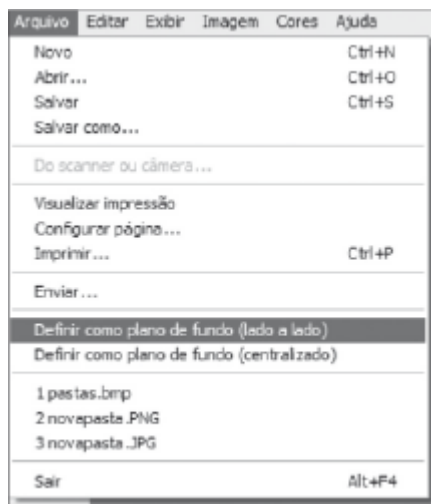 Arquivo Editar Exibir Imagem Cores Ajuda
Novo Ctrl+N
Abrir... Ctrl+O
Salvar Ctrl+S
Salvar como...
Do scanner ou câmera...
Visualizar impressão
Configurar página...
Imprimir... Ctrl+P
Enviar...
Definir como plano de fundo (lado a lado)
Definir como plano de fundo (centralizado)
1 pastas.bmp
2 novapasta.PNG
3 novapasta.JPG
Sair Alt+F4